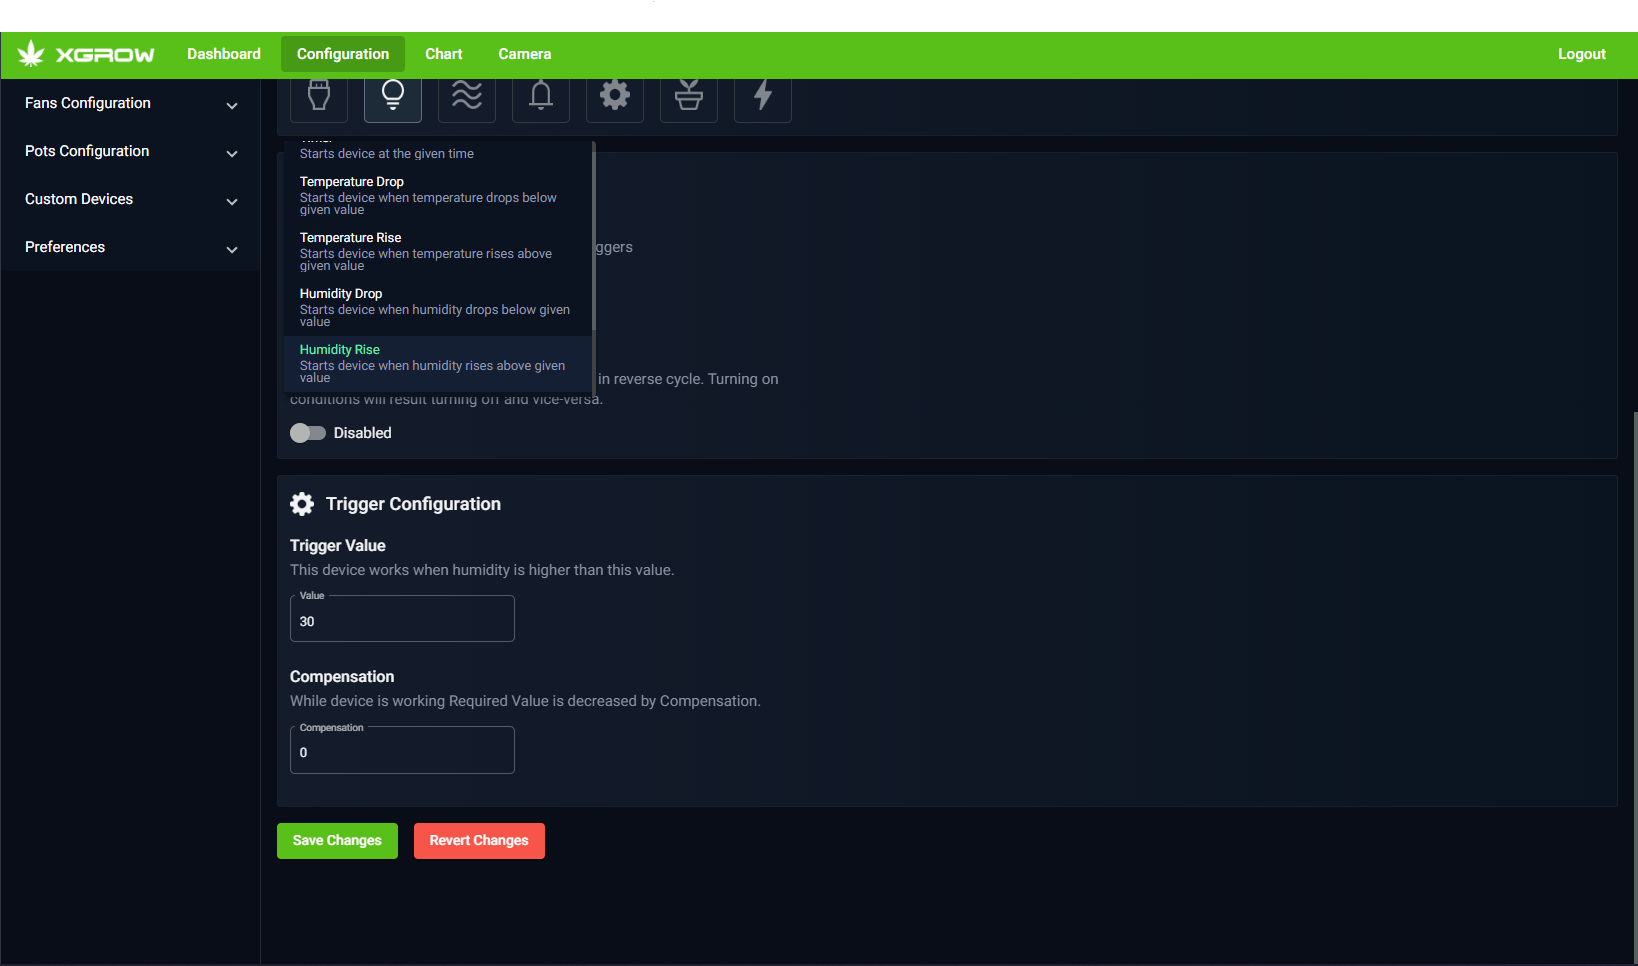 XGROW
Dashboard
Configuration
Chart
Camera
Logout
Fans Configuration
Pots Configuration
Custom Devices
Preferences
Timer
Starts device at the given time
Temperature Drop
Starts device when temperature drops below
given value
Temperature Rise
Starts device when temperature rises above
given value
ggers
Humidity Drop
Starts device when humidity drops below given
value
Humidity Rise
Starts device when humidity rises above given
value
in reverse cycle. Turning on
conditions will result turning off and vice-versa.
Disabled
Trigger Configuration
Trigger Value
This device works when humidity is higher than this value.
Value
30
Compensation
While device is working Required Value is decreased by Compensation.
Compensation
0
Save Changes
Revert Changes